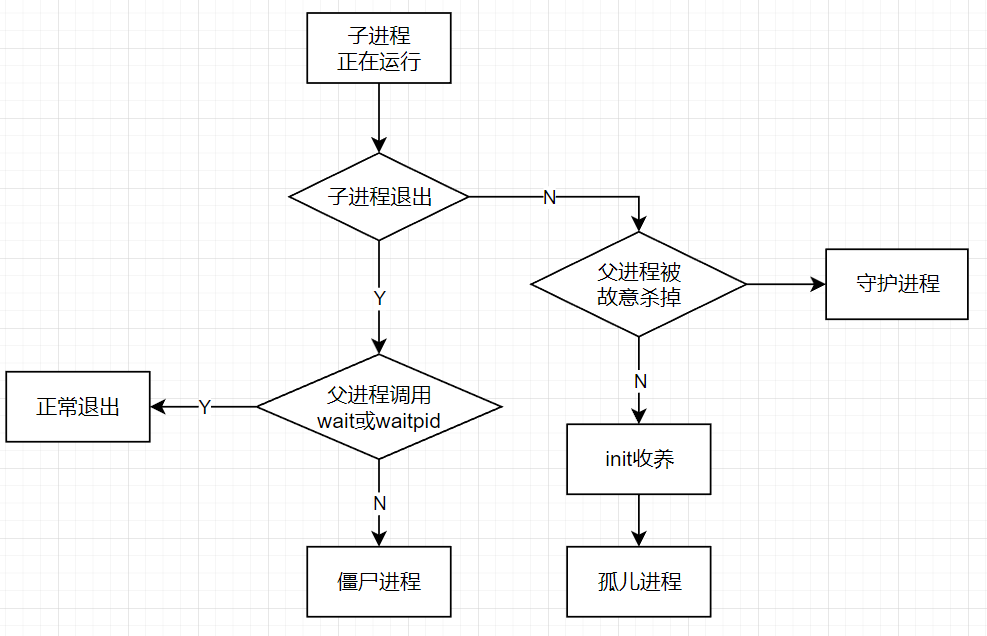 子进程
正在运行
子进程退出
N
父进程被
故意杀掉
守护进程
Y
N
父进程调用
wait或waitpid
Y
正常退出
init收养
N
僵尸进程
孤儿进程